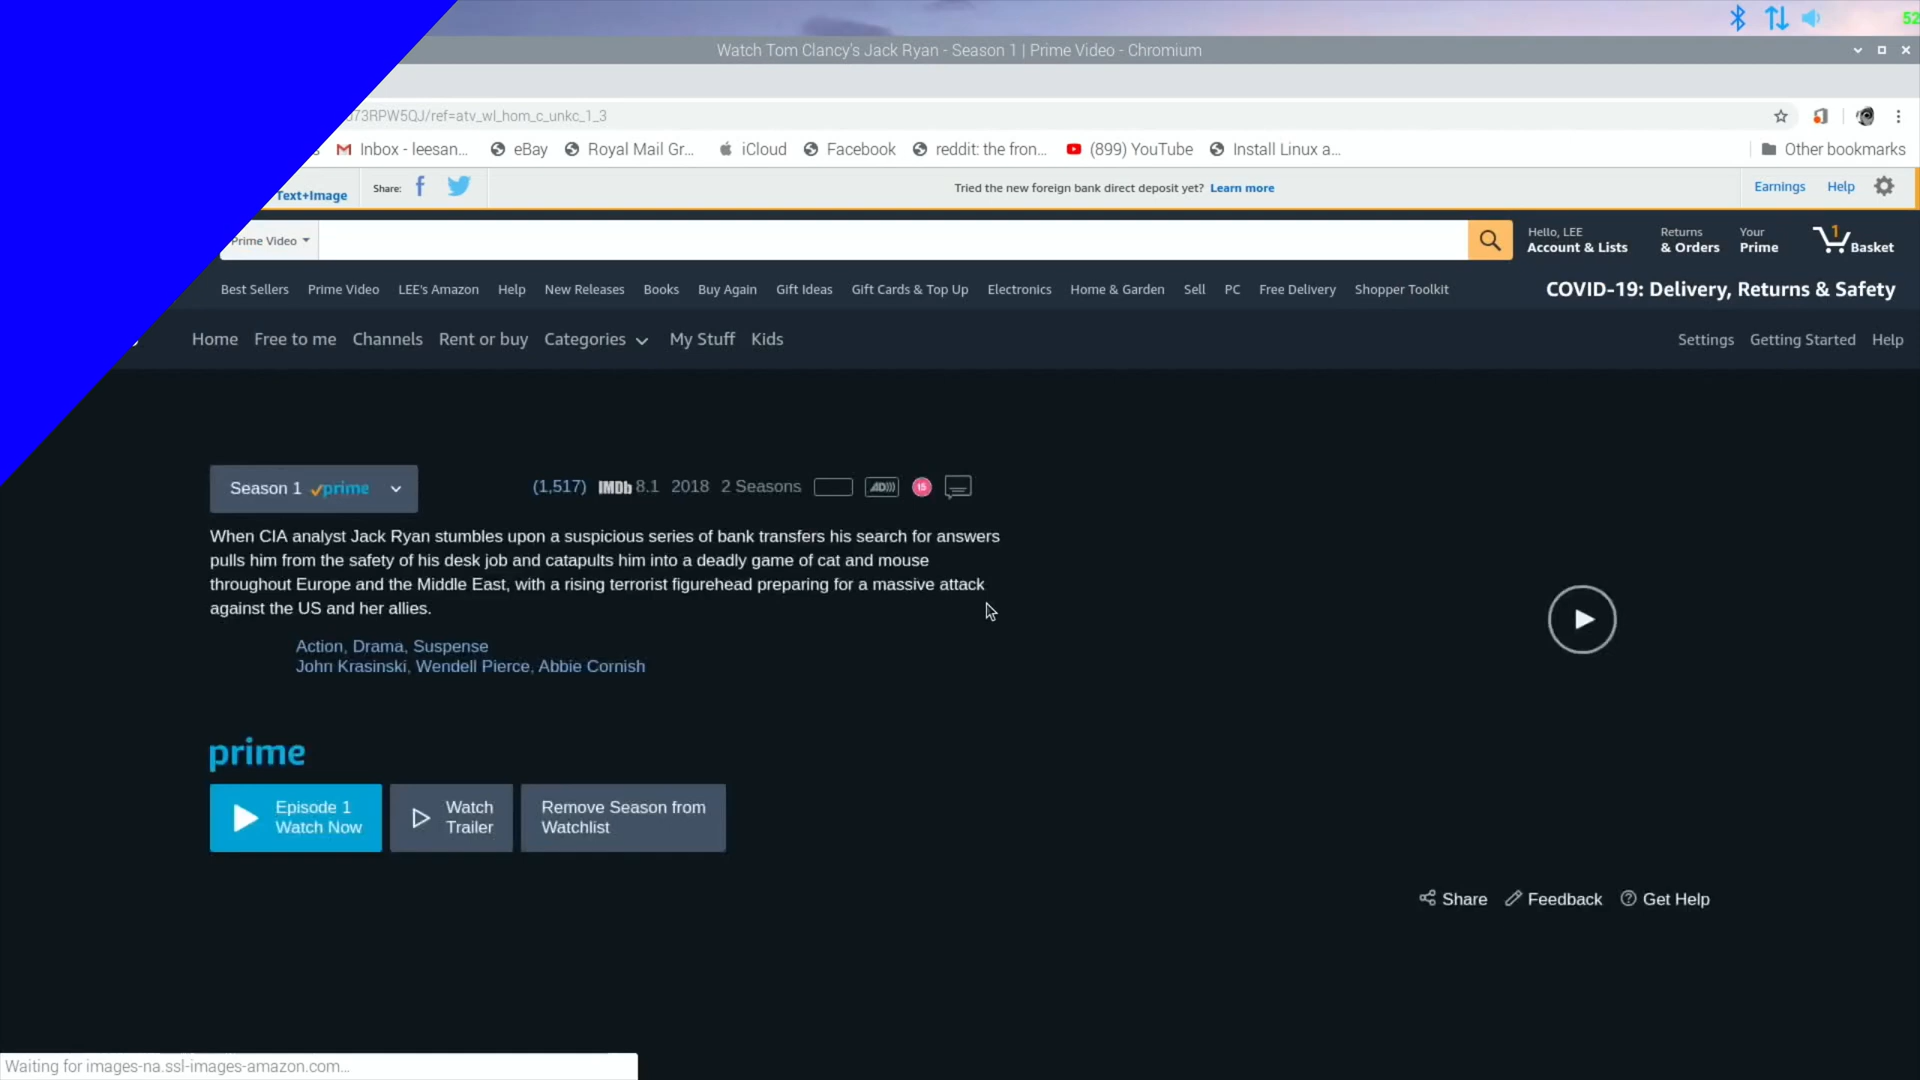 52
Watch Tom Clancy's Jack Ryan - Season 1 | Prime Video - Chromium
73RPW5QJ/ref=atv_wl_hom_c_unkc_1_3
Inbox - leesan... eBay Royal Mail Gr... iCloud Facebook reddit: the fron... (899) YouTube Install Linux a... Other bookmarks
Text+Image Share: Tried the new foreign bank direct deposit yet? Learn more Earnings Help
Prime Video Hello, LEE Returns Your 1
Account & Lists & Orders Prime Basket
Best Sellers Prime Video LEE's Amazon Help New Releases Books Buy Again Gift Ideas Gift Cards & Top Up Electronics Home & Garden Sell PC Free Delivery Shopper Toolkit COVID-19: Delivery, Returns & Safety
Home Free to me Channels Rent or buy Categories My Stuff Kids Settings Getting Started Help
Season 1 prime (1,517) IMDb 8.1 2018 2 Seasons AD))) 15
When CIA analyst Jack Ryan stumbles upon a suspicious series of bank transfers his search for answers
pulls him from the safety of his desk job and catapults him into a deadly game of cat and mouse
throughout Europe and the Middle East, with a rising terrorist figurehead preparing for a massive attack
against the US and her allies.
Action, Drama, Suspense
John Krasinski, Wendell Pierce, Abbie Cornish
prime
Episode 1 Watch Remove Season from
Watch Now Trailer Watchlist
Share Feedback Get Help
Waiting for images-na.ssl-images-amazon.com...